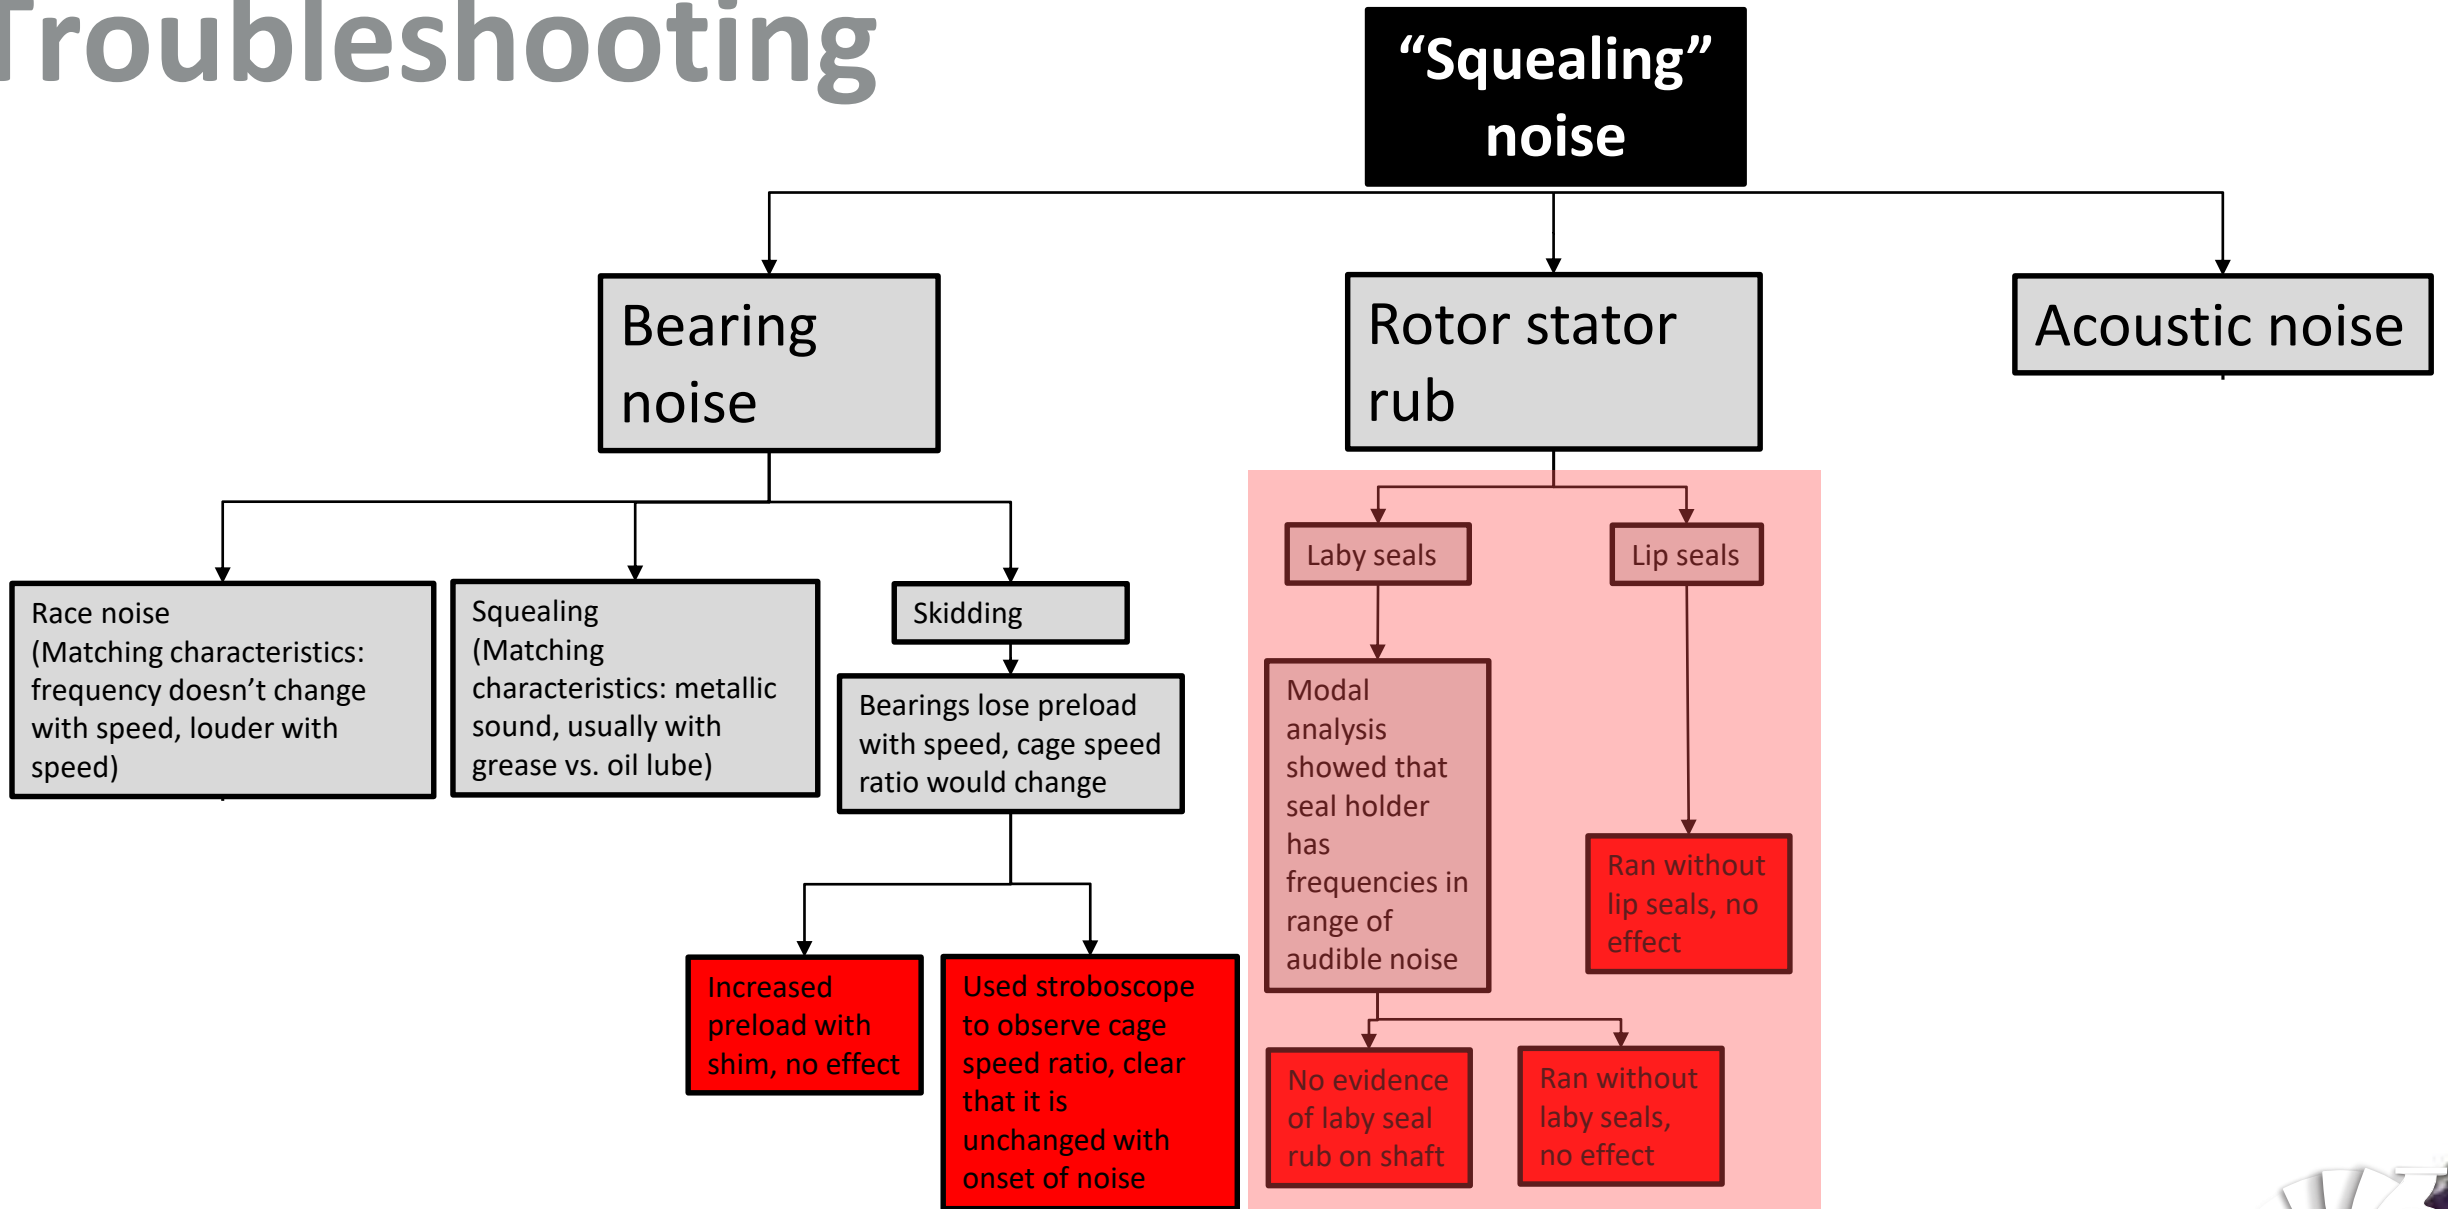 Troubleshooting
“Squealing”
noise
Bearing
noise
Rotor stator
rub
Acoustic noise
Race noise
(Matching characteristics:
frequency doesn’t change
with speed, louder with
speed)
Squealing
(Matching
characteristics: metallic
sound, usually with
grease vs. oil lube)
Skidding
Bearings lose preload
with speed, cage speed
ratio would change
Increased
preload with
shim, no effect
Used stroboscope
to observe cage
speed ratio, clear
that it is
unchanged with
onset of noise
Laby seals
Modal
analysis
showed that
seal holder
has
frequencies in
range of
audible noise
No evidence
of laby seal
rub on shaft
Ran without
laby seals,
no effect
Lip seals
Ran without
lip seals, no
effect